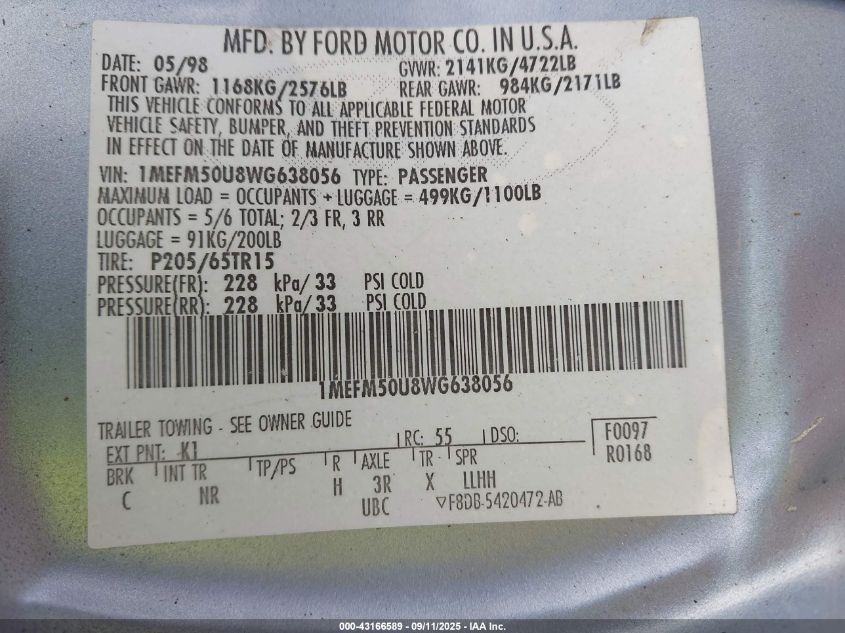 MFD. BY FORD MOTOR CO. IN U.S.A.
DATE: 05/98 GVWR: 2141KG/4722LB
FRONT GAWR: 1168KG/2576LB REAR GAWR: 984KG/2171LB
THIS VEHICLE CONFORMS TO ALL APPLICABLE FEDERAL MOTOR
VEHICLE SAFETY, BUMPER, AND THEFT PREVENTION STANDARDS
IN EFFECT ON THE DATE OF MANUFACTURE SHOWN ABOVE.
VIN: 1MEFM50U8WG638056 TYPE: PASSENGER
MAXIMUM LOAD = OCCUPANTS + LUGGAGE = 499KG/1100LB
OCCUPANTS = 5/6 TOTAL; 2/3 FR, 3 RR
LUGGAGE = 91KG/200LB
TIRE: P205/65TR15
PRESSURE(FR): 228 kPa/ 33 PSI COLD
PRESSURE(RR): 228 kPa/ 33 PSI COLD
1MEFM50U8WG638056
TRAILER TOWING - SEE OWNER GUIDE
EXT PNT: K1 RC: 55 DSO: F0097
BRK INT TR TP/PS R AXLE TR SPR R0168
C NR H 3R X LLHH
UBC ▽F8DB-5420472-AB
000-43166589 - 09/11/2025 - IAA Inc.